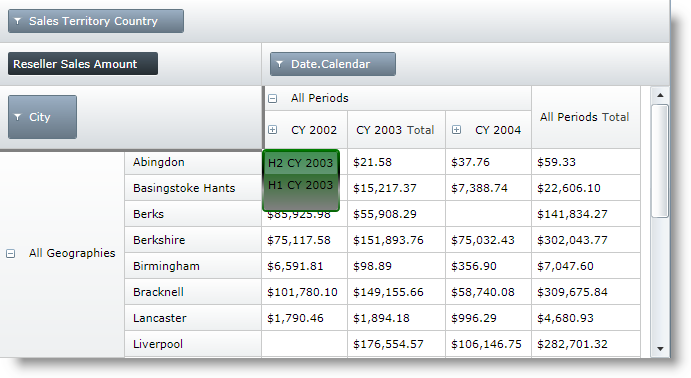 Sales Territory Country
Reseller Sales Amount Date.Calendar
City All Periods All Periods Total
CY 2002 CY 2003 Total CY 2004
All Geographies
Abingdon H2 CY 2003 $21.58 $37.76 $59.33
Basingstoke Hants H1 CY 2003 $15,217.37 $7,388.74 $22,606.10
Berks $85,925.98 $55,908.29 $141,834.27
Berkshire $75,117.58 $151,893.76 $75,032.43 $302,043.77
Birmingham $6,591.81 $98.89 $356.90 $7,047.60
Bracknell $101,780.10 $149,155.66 $58,740.08 $309,675.84
Lancaster $1,790.46 $1,894.18 $996.29 $4,680.93
Liverpool $176,554.57 $106,146.75 $282,701.32